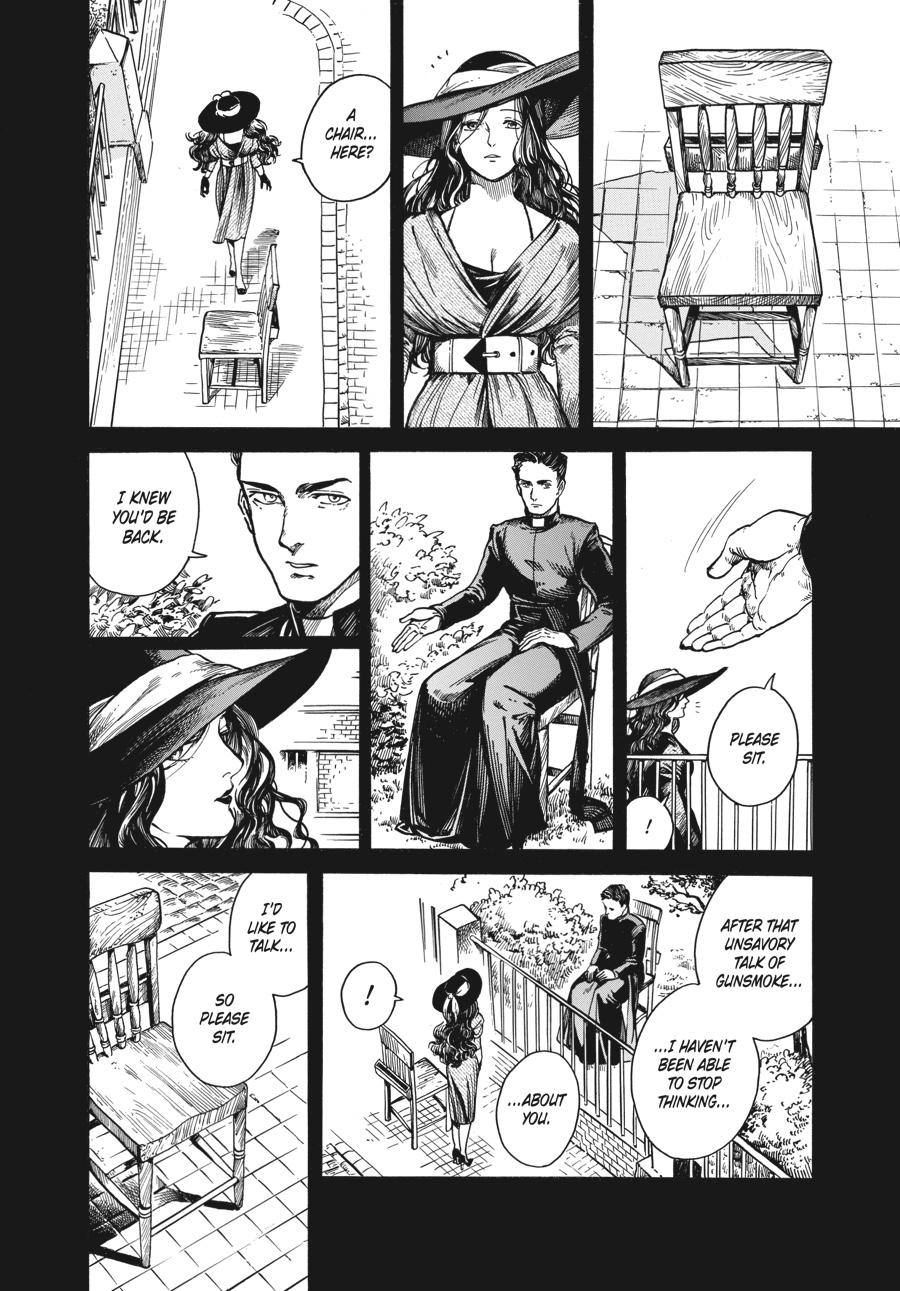 A
CHAIR...
HERE?
PLEASE
SIT.
!
I KNEW
YOU'D BE
BACK.
AFTER THAT
UNSAVORY
TALK OF
GUNSMOKE...
...I HAVEN'T
BEEN ABLE
TO STOP
THINKING...
...ABOUT
YOU.
!
I'D
LIKE TO
TALK...
SO
PLEASE
SIT.